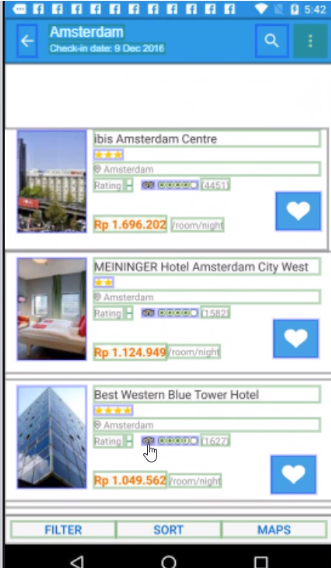 5:42
Amsterdam
Check-in date: 9 Dec 2016
ibis Amsterdam Centre
Amsterdam
Rating - (4451)
Rp 1.696.202 /room/night
MEININGER Hotel Amsterdam City West
Amsterdam
Rating - (1582)
Rp 1.124.949 /room/night
Best Western Blue Tower Hotel
Amsterdam
Rating - (1627)
Rp 1.049.562 /room/night
FILTER SORT MAPS